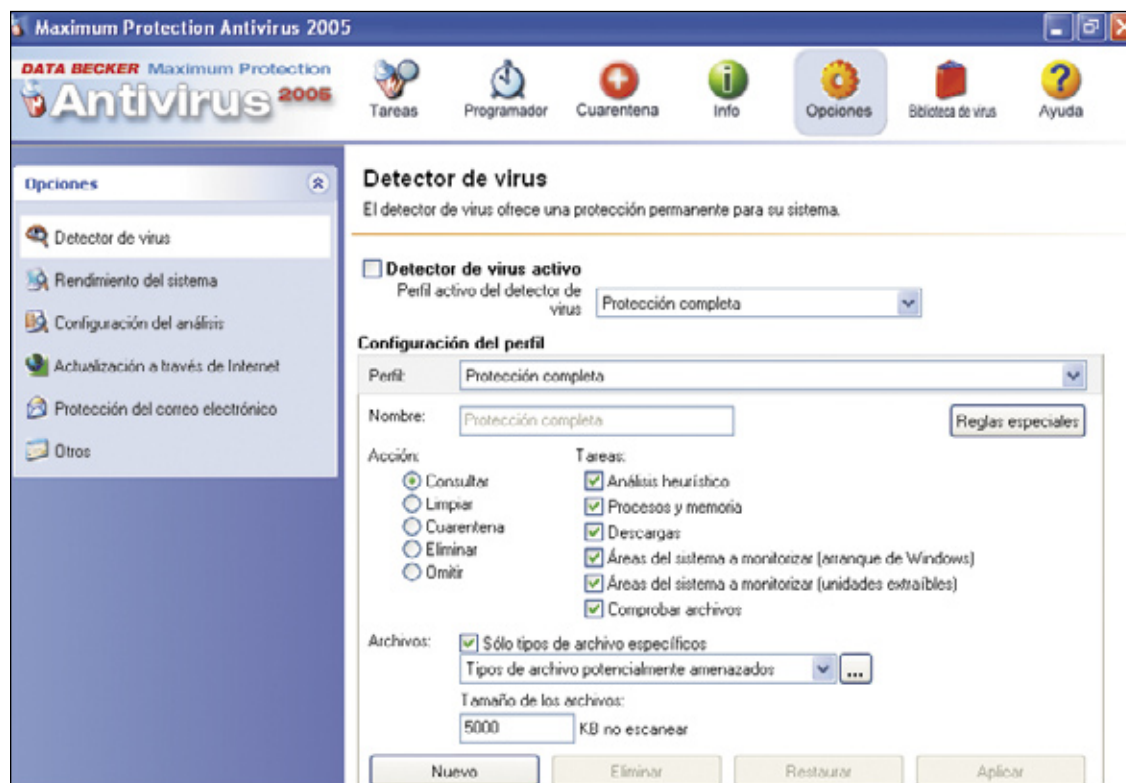 Maximum Protection Antivirus 2005
DATA BECKER Maximum Protection
Antivirus 2005
Tareas
Programador
Cuarentena
Info
Opciones
Biblioteca de virus
Ayuda
Opciones
Detector de virus
Rendimiento del sistema
Configuración del análisis
Actualización a través de Internet
Protección del correo electrónico
Otros
Detector de virus
El detector de virus ofrece una protección permanente para su sistema.
Detector de virus activo
Perfil activo del detector de
virus
Protección completa
Configuración del perfil
Perfil: Protección completa
Nombre: Protección completa
Reglas especiales
Acción:
Consultar
Limpiar
Cuarentena
Eliminar
Omitir
Tareas:
Análisis heurístico
Procesos y memoria
Descargas
Áreas del sistema a monitorizar (arranque de Windows)
Áreas del sistema a monitorizar (unidades extraíbles)
Comprobar archivos
Archivos: Sólo tipos de archivo específicos
Tipos de archivo potencialmente amenazados ...
Tamaño de los archivos:
5000 KB no escanear
Nuevo
Eliminar
Restaurar
Aplicar